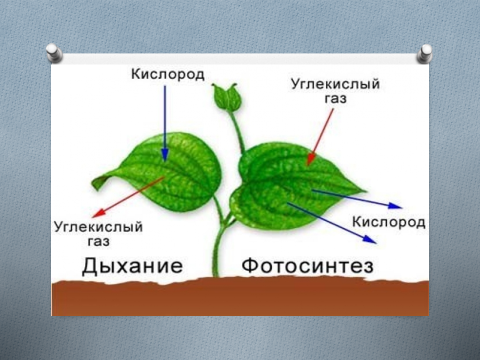 Кислород
Углекислый
газ
Углекислый
газ
Кислород
Дыхание
Фотосинтез